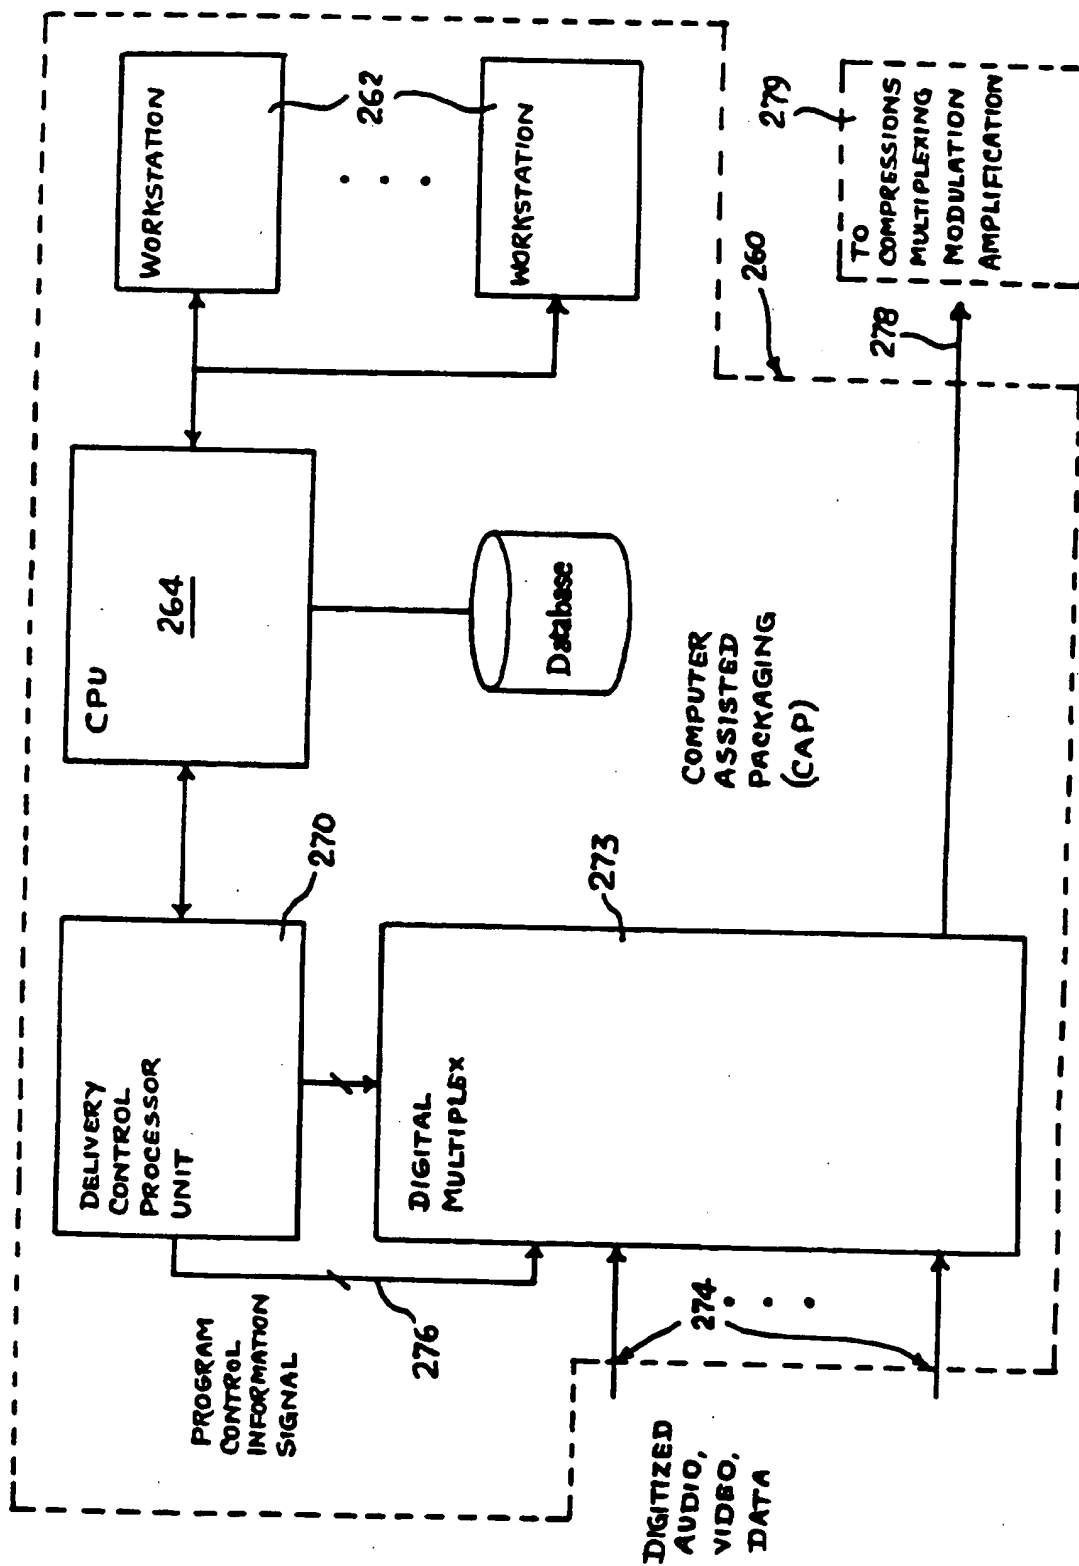 PROGRAM
CONTROL
INFORMATION
SIGNAL
276
DELIVERY
CONTROL
PROCESSOR
UNIT
270
CPU
264
WORKSTATION
262
WORKSTATION
Database
DIGITIZED
AUDIO,
VIDEO,
DATA
274
DIGITAL
MULTIPLEX
273
COMPUTER
ASSISTED
PACKAGING
(CAP)
260
278
279
TO
COMPRESSIONS
MULTIPLEXING
MODULATION
AMPLIFICATION